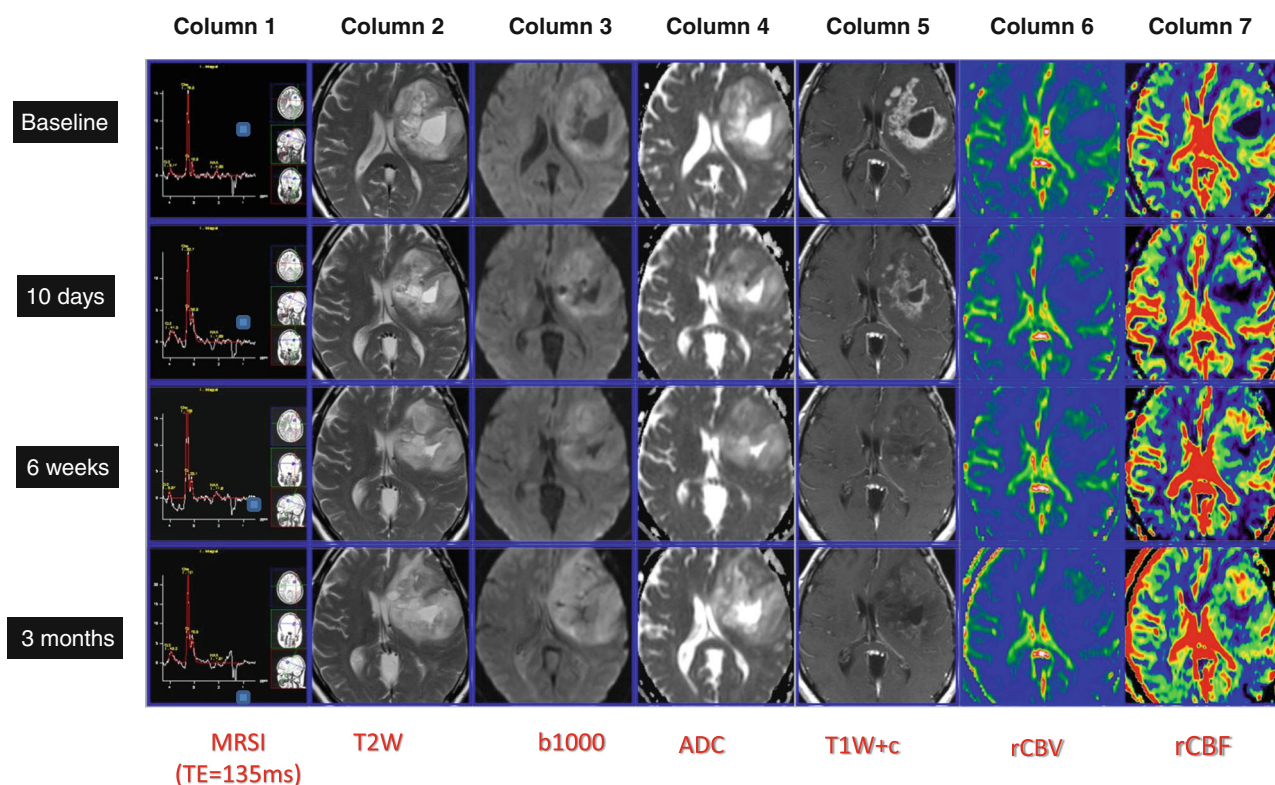 Column 1 Column 2 Column 3 Column 4 Column 5 Column 6 Column 7
Baseline
10 days
6 weeks
3 months
MRSI T2W b1000 ADC T1W+c rCBV rCBF
(TE=135ms)